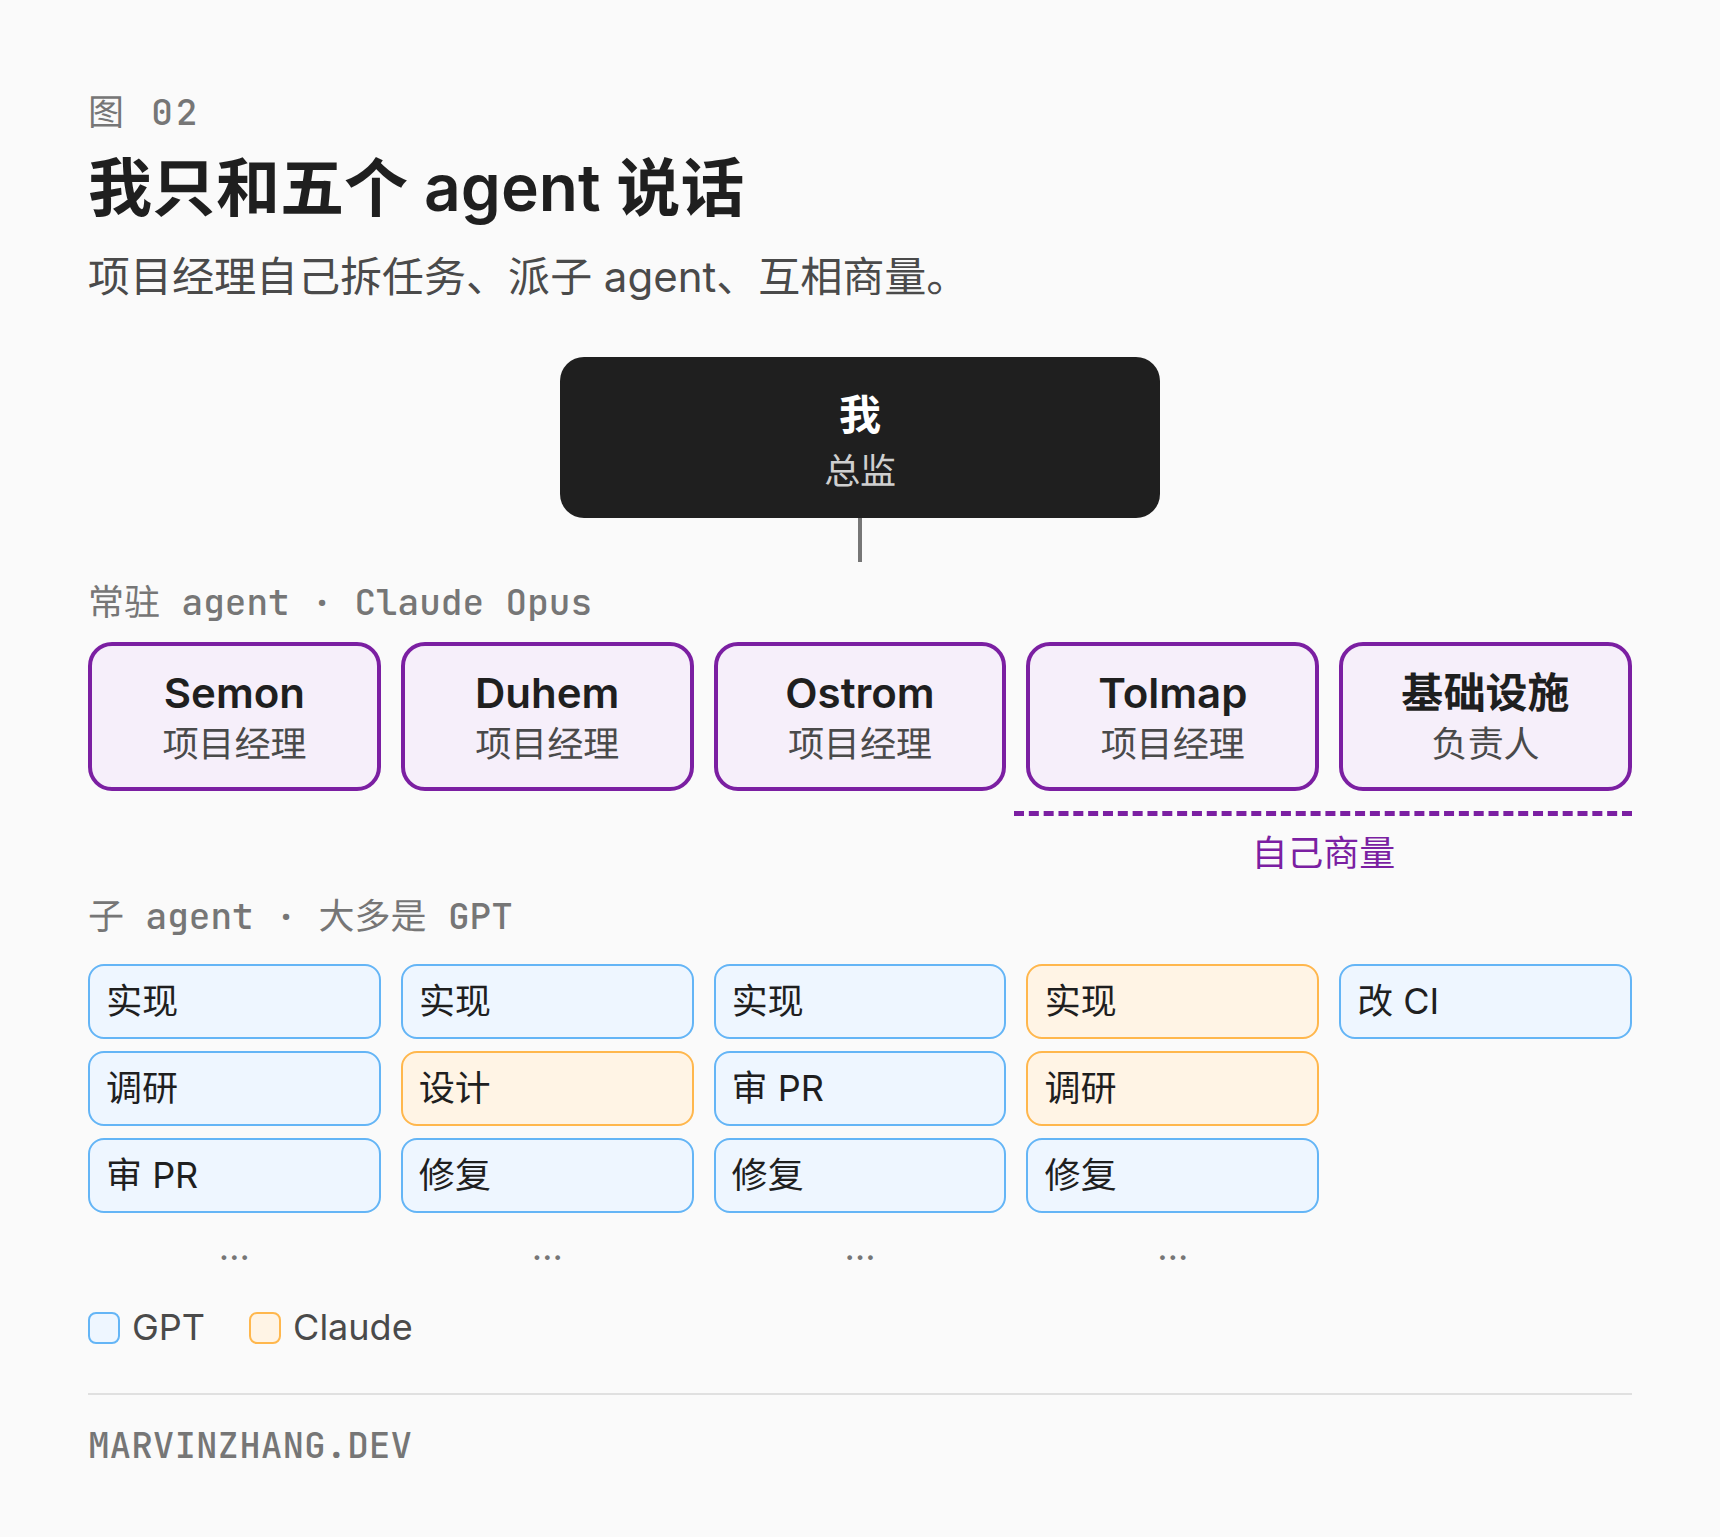 图 02
我只和五个 agent 说话
项目经理自己拆任务、派子 agent、互相商量。
我
总监
常驻 agent · Claude Opus
Semon
项目经理
Duhem
项目经理
Ostrom
项目经理
Tolmap
项目经理
基础设施
负责人
自己商量
子 agent · 大多是 GPT
实现
实现
实现
实现
改 CI
调研
设计
审 PR
调研
审 PR
修复
修复
修复
...
...
...
...
GPT
Claude
MARVINZHANG.DEV